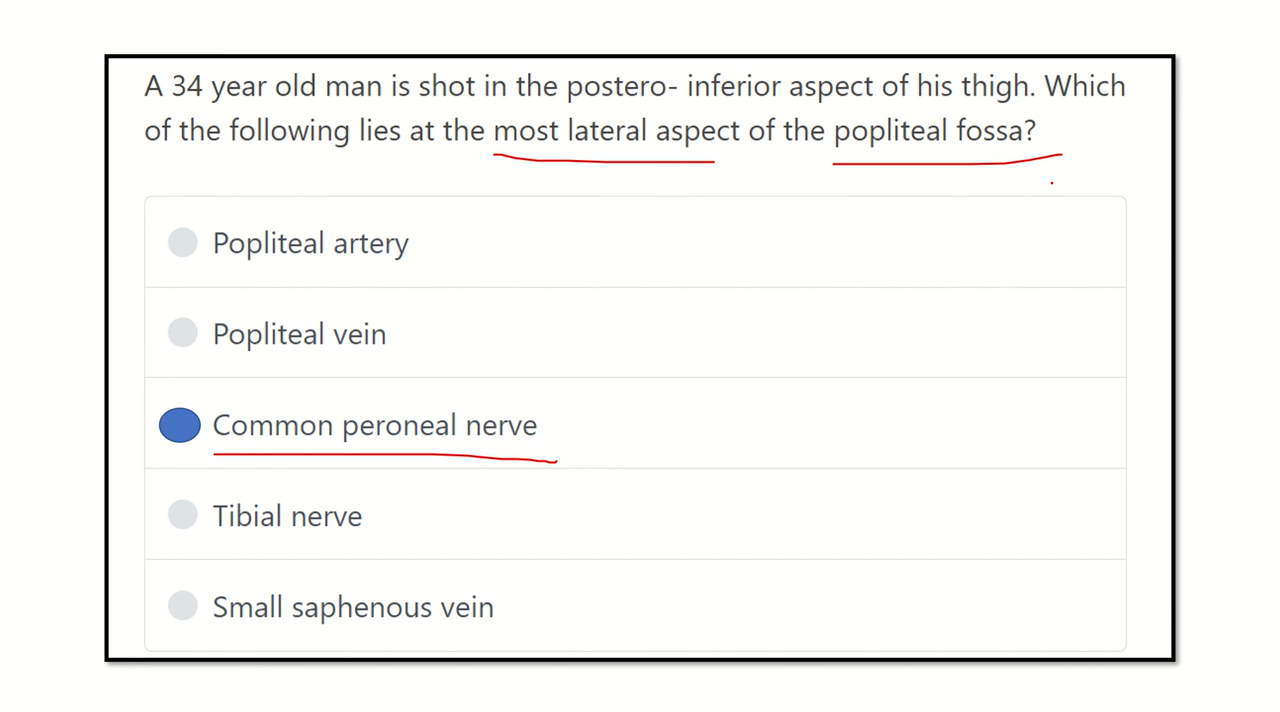 A 34 year old man is shot in the postero- inferior aspect of his thigh. Which
of the following lies at the most lateral aspect of the popliteal fossa?
Popliteal artery
Popliteal vein
Common peroneal nerve
Tibial nerve
Small saphenous vein